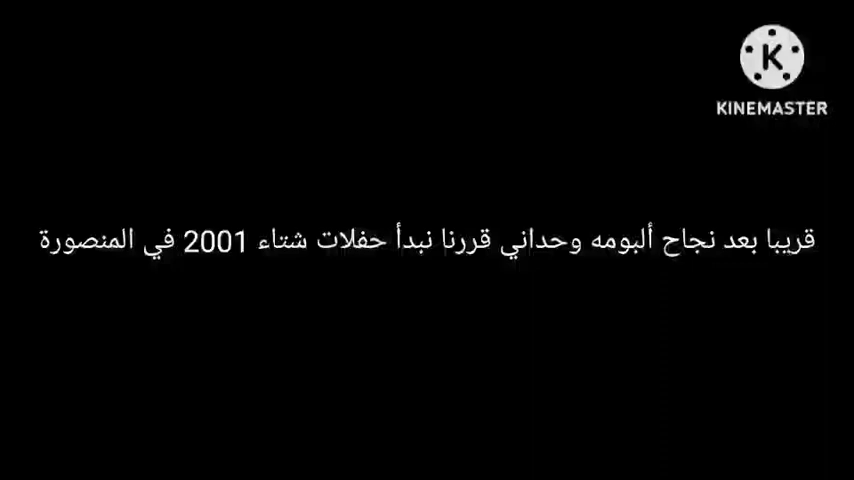 K
KINEMASTER
قريبا بعد نجاح ألبومه وحداني قررنا نبدأ حفلات شتاء 2001 في المنصورة